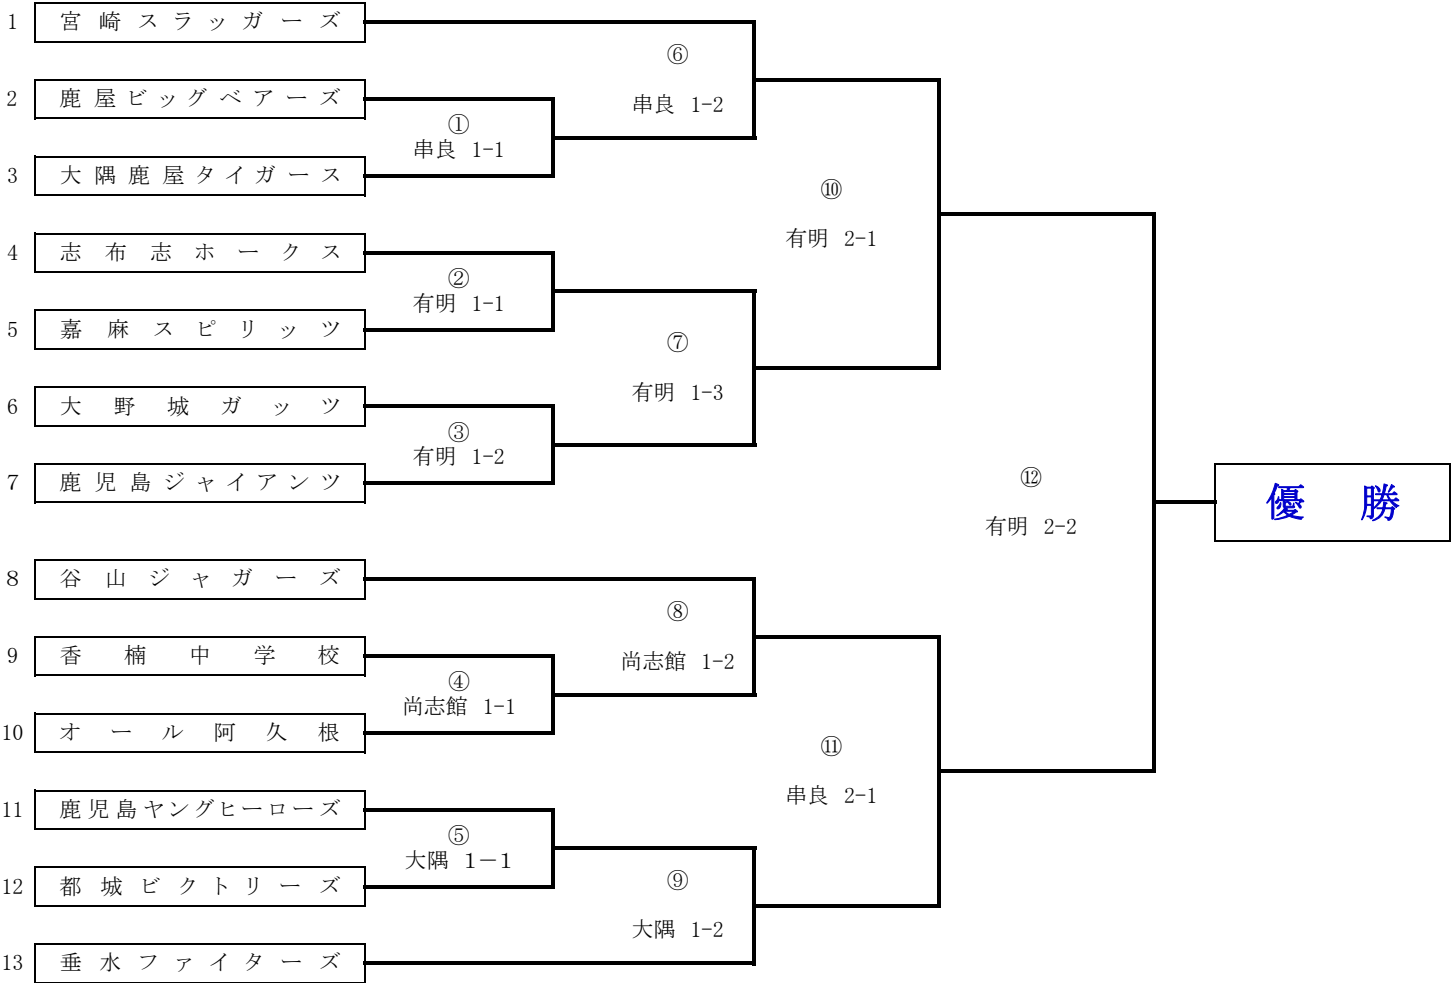 1 宮崎スラッガーズ
⑥
串良 1-2
2 鹿屋ビッグベアーズ
①
串良 1-1
3 大隅鹿屋タイガース
⑩
有明 2-1
4 志布志ホークス
②
有明 1-1
5 嘉麻スピリッツ
⑦
有明 1-3
6 大野城ガッツ
③
有明 1-2
7 鹿児島ジャイアンツ
⑫
有明 2-2
優勝
8 谷山ジャガーズ
⑧
尚志館 1-2
9 香楠中学校
④
尚志館 1-1
10 オール阿久根
⑪
串良 2-1
11 鹿児島ヤングヒーローズ
⑤
大隅 1－1
12 都城ビクトリーズ
⑨
大隅 1-2
13 垂水ファイターズ